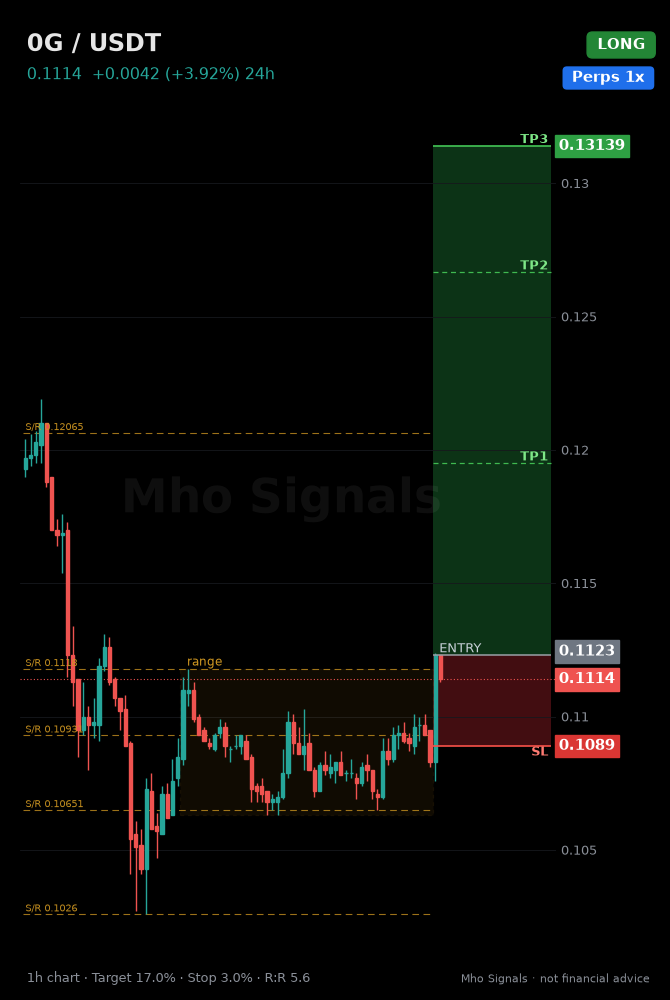 0G / USDT
LONG
0.1114 +0.0042 (+3.92%) 24h
Perps 1x
TP3
0.13139
0.13
TP2
0.125
S/R 0.12065
0.12
TP1
Mho Signals
0.115
ENTRY
0.1123
range
S/R 0.1118
0.1114
0.11
S/R 0.1093
0.1089
SL
S/R 0.10651
0.105
S/R 0.1026
1h chart · Target 17.0% · Stop 3.0% · R:R 5.6
Mho Signals · not financial advice